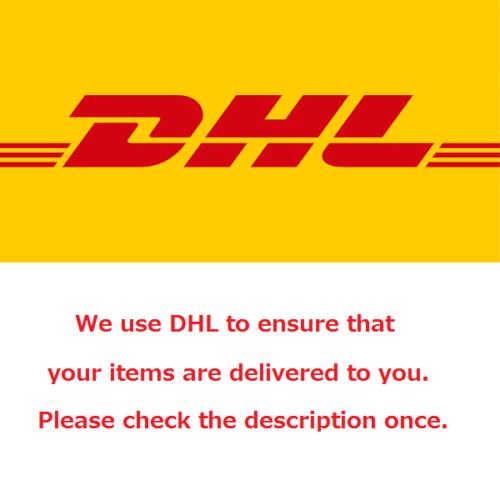 DHL
We use DHL to ensure that
your items are delivered to you.
Please check the description once.